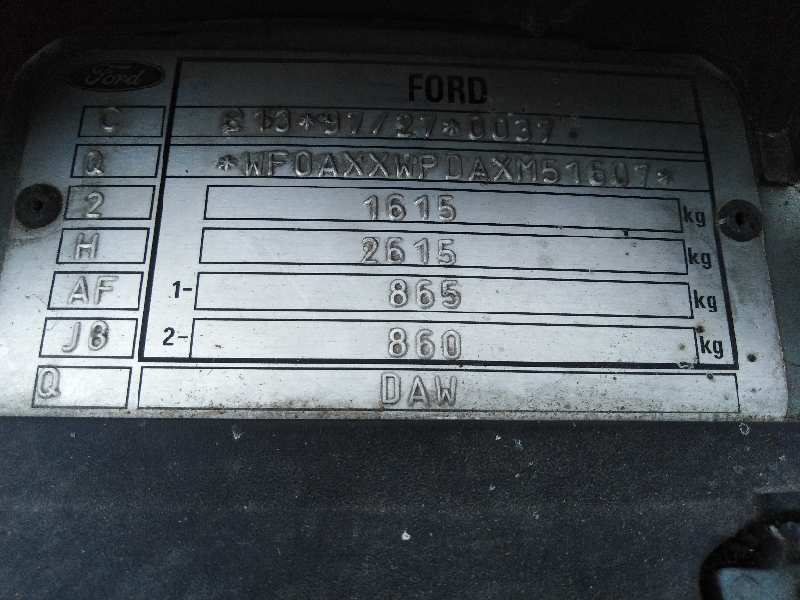 Ford FORD
C e13*97/27*0037
Q *WF0AXXWPDAXM51607*
2 1615 kg
H 2615 kg
AF 1- 865 kg
JB 2- 860 kg
Q DAW